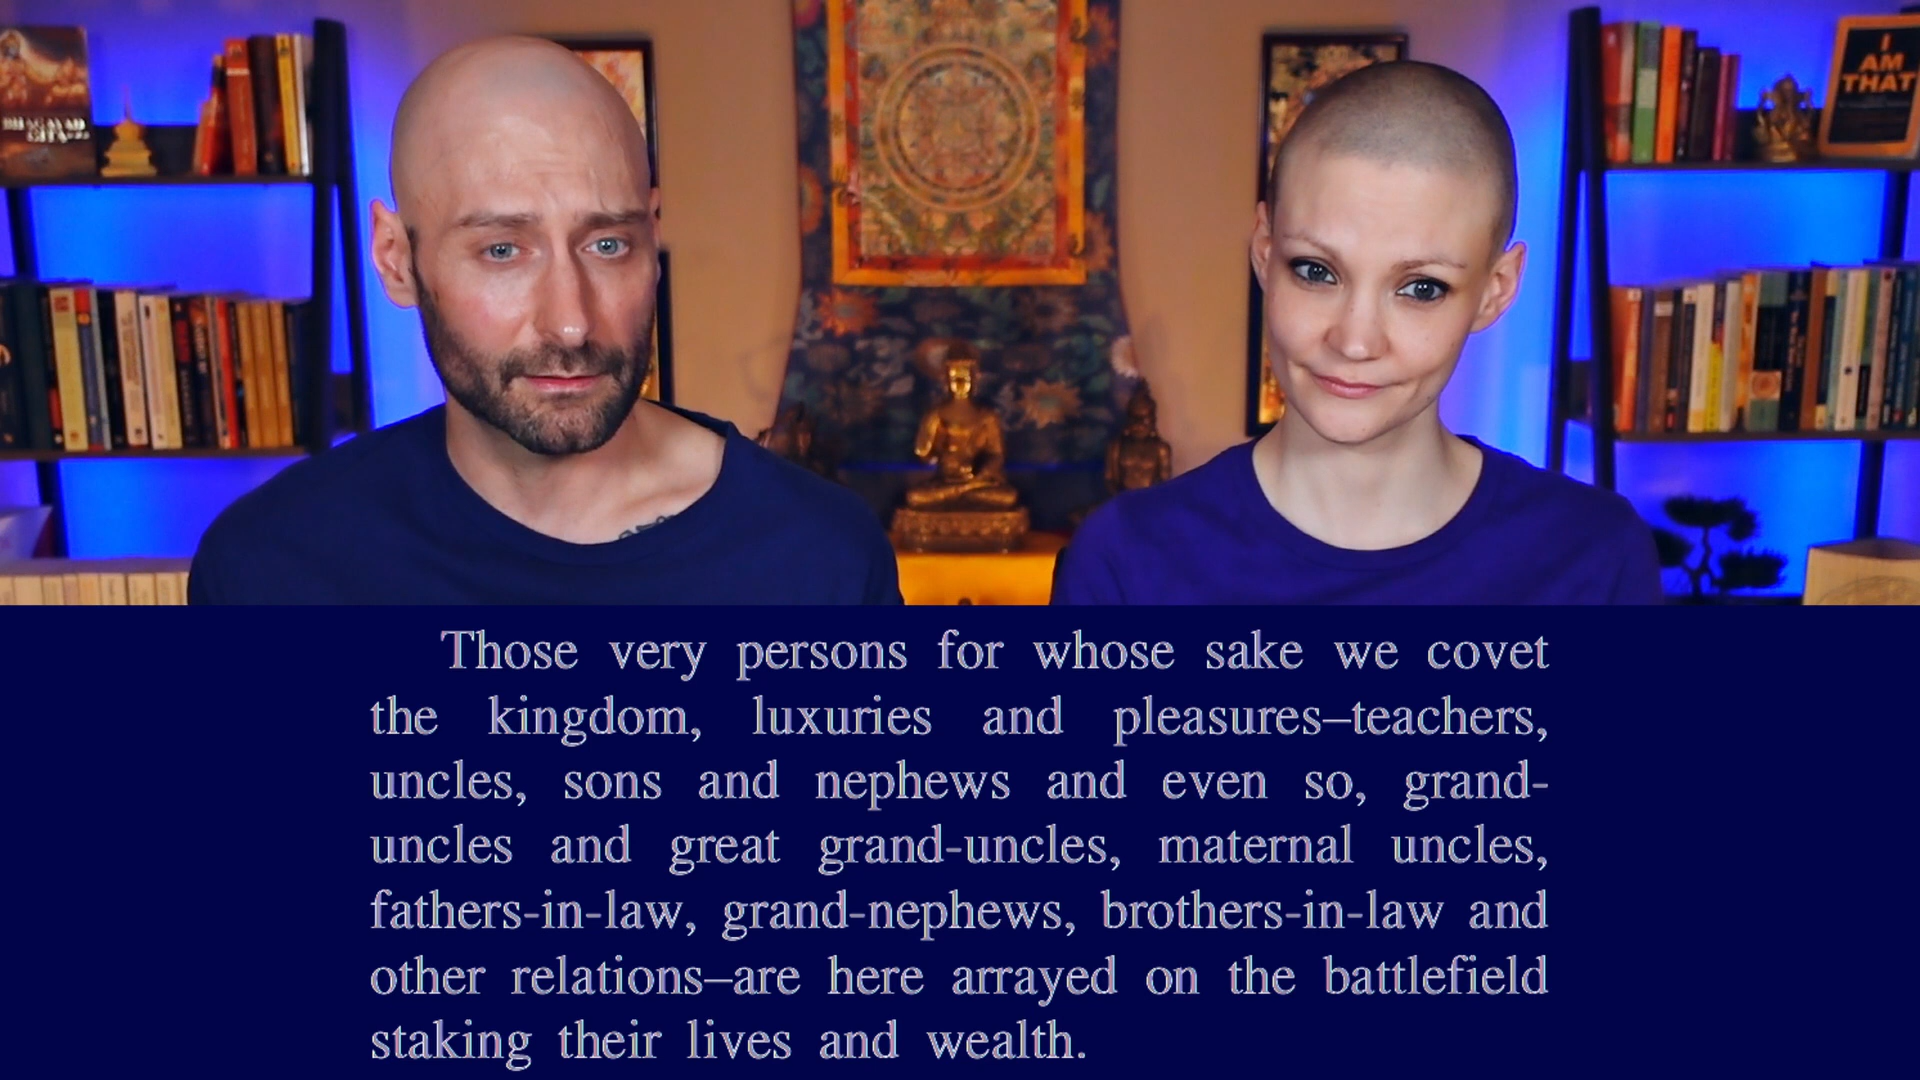 BHAGAVAD
GITA
I
AM
THAT
Those very persons for whose sake we covet
the kingdom, luxuries and pleasures–teachers,
uncles, sons and nephews and even so, grand-
uncles and great grand-uncles, maternal uncles,
fathers-in-law, grand-nephews, brothers-in-law and
other relations–are here arrayed on the battlefield
staking their lives and wealth.